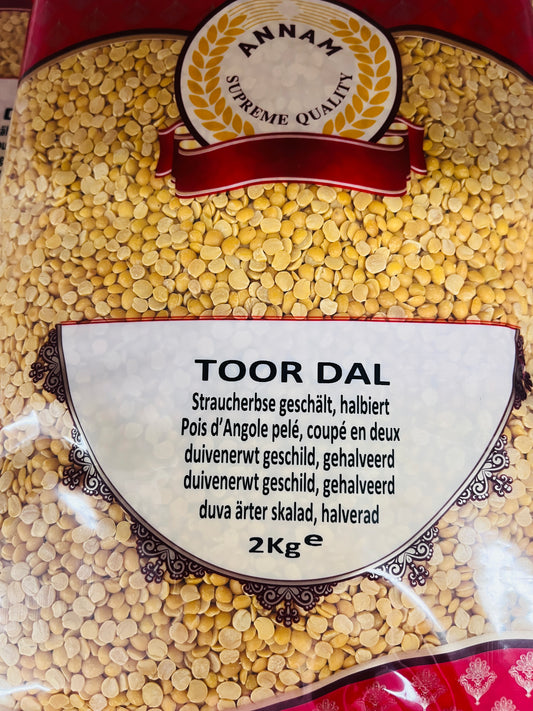 ANNAM
SUPREME QUALITY
TOOR DAL
Straucherbse geschält, halbiert
Pois d'Angole pelé, coupé en deux
duivenerwt geschild, gehalveerd
duivenerwt geschild, gehalveerd
duva ärter skalad, halverad
2Kg e